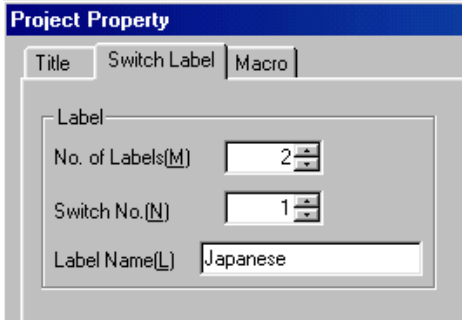 Project Property
Title Switch Label Macro
Label
No. of Labels(M) 2
Switch No.(N) 1
Label Name(L) Japanese